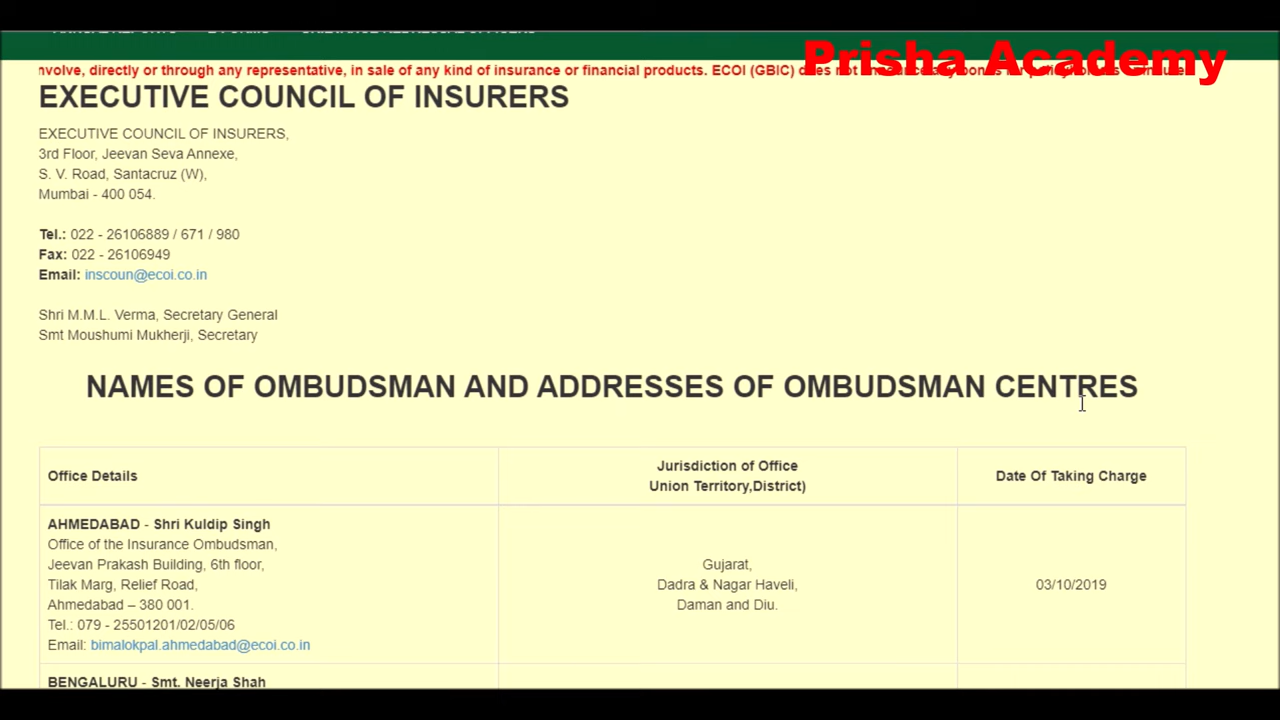 Prisha Academy
nvolve, directly or through any representative, in sale of any kind of insurance or financial products. ECOI (GBIC) does not
EXECUTIVE COUNCIL OF INSURERS
EXECUTIVE COUNCIL OF INSURERS,
3rd Floor, Jeevan Seva Annexe,
S. V. Road, Santacruz (W),
Mumbai - 400 054.
Tel.: 022 - 26106889 / 671 / 980
Fax: 022 - 26106949
Email: inscoun@ecoi.co.in
Shri M.M.L. Verma, Secretary General
Smt Moushumi Mukherji, Secretary
NAMES OF OMBUDSMAN AND ADDRESSES OF OMBUDSMAN CENTRES
Office Details
Jurisdiction of Office
Union Territory,District)
Date Of Taking Charge
AHMEDABAD - Shri Kuldip Singh
Office of the Insurance Ombudsman,
Jeevan Prakash Building, 6th floor,
Tilak Marg, Relief Road,
Ahmedabad – 380 001.
Tel.: 079 - 25501201/02/05/06
Email: bimalokpal.ahmedabad@ecoi.co.in
Gujarat,
Dadra & Nagar Haveli,
Daman and Diu.
03/10/2019
BENGALURU - Smt. Neerja Shah